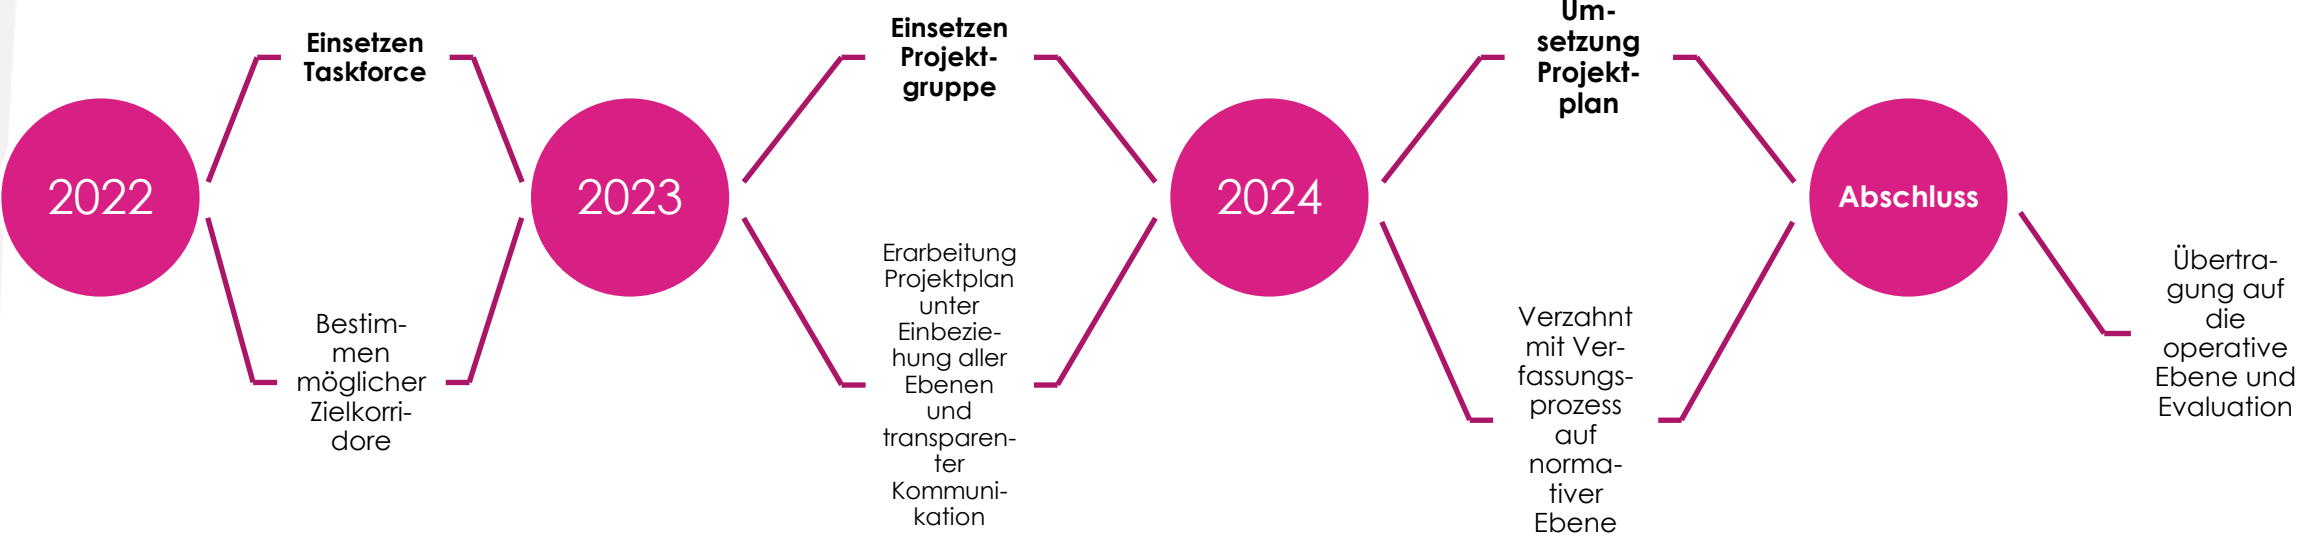 2022
Einsetzen
Taskforce
Bestim-
men
möglicher
Zielkorri-
dore
2023
Einsetzen
Projekt-
gruppe
Erarbeitung
Projektplan
unter
Einbezie-
hung aller
Ebenen
und
transparen-
ter
Kommuni-
kation
2024
Um-
setzung
Projekt-
plan
Verzahnt
mit Ver-
fassungs-
prozess
auf
norma-
tiver
Ebene
Abschluss
Übertra-
gung auf
die
operative
Ebene und
Evaluation